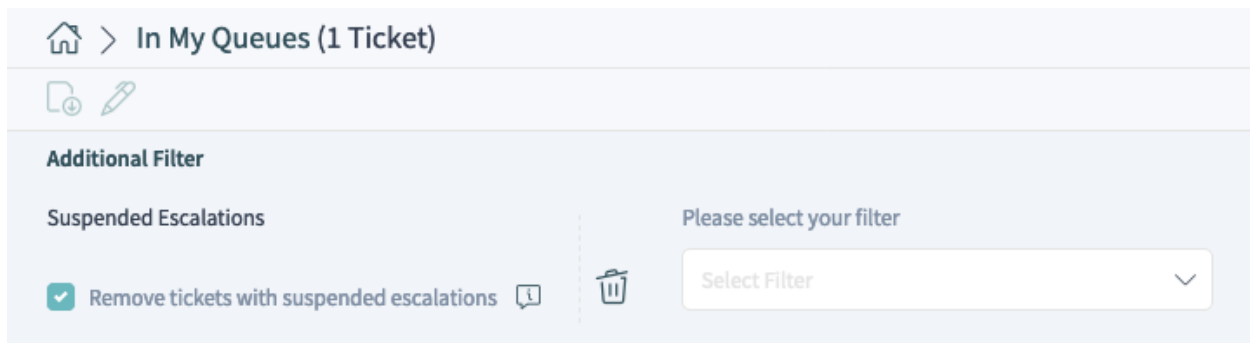 In My Queues (1 Ticket)
Additional Filter
Suspended Escalations
Please select your filter
Remove tickets with suspended escalations
Select Filter